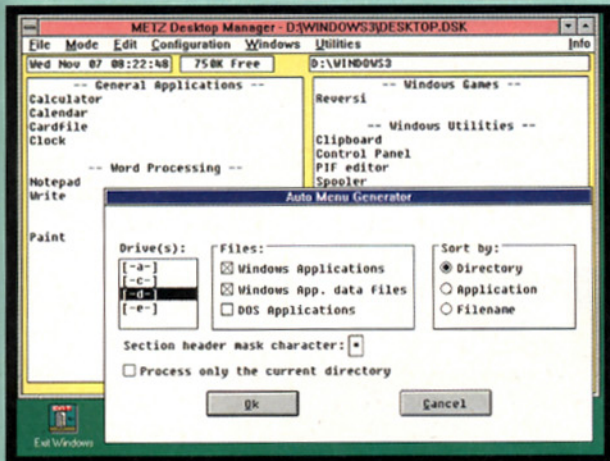 METZ Desktop Manager - D:\WINDOWS3\DESKTOP.DSK
File Mode Edit Configuration Windows Utilities Info
Wed Nov 07 08:22:48 750K Free D:\WINDOWS3
-- General Applications --
Calculator
Calendar
Cardfile
Clock
-- Word Processing --
Notepad
Write
Paint
-- Windows Games --
Reversi
-- Windows Utilities --
Clipboard
Control Panel
PIF editor
Spooler
Auto Menu Generator
Drive(s):
[-a-]
[-c-]
[-d-]
[-e-]
Files:
Windows Applications
Windows App. data files
DOS Applications
Sort by:
Directory
Application
Filename
Section header mask character: *
Process only the current directory
Ok Cancel
EXIT
Exit Windows